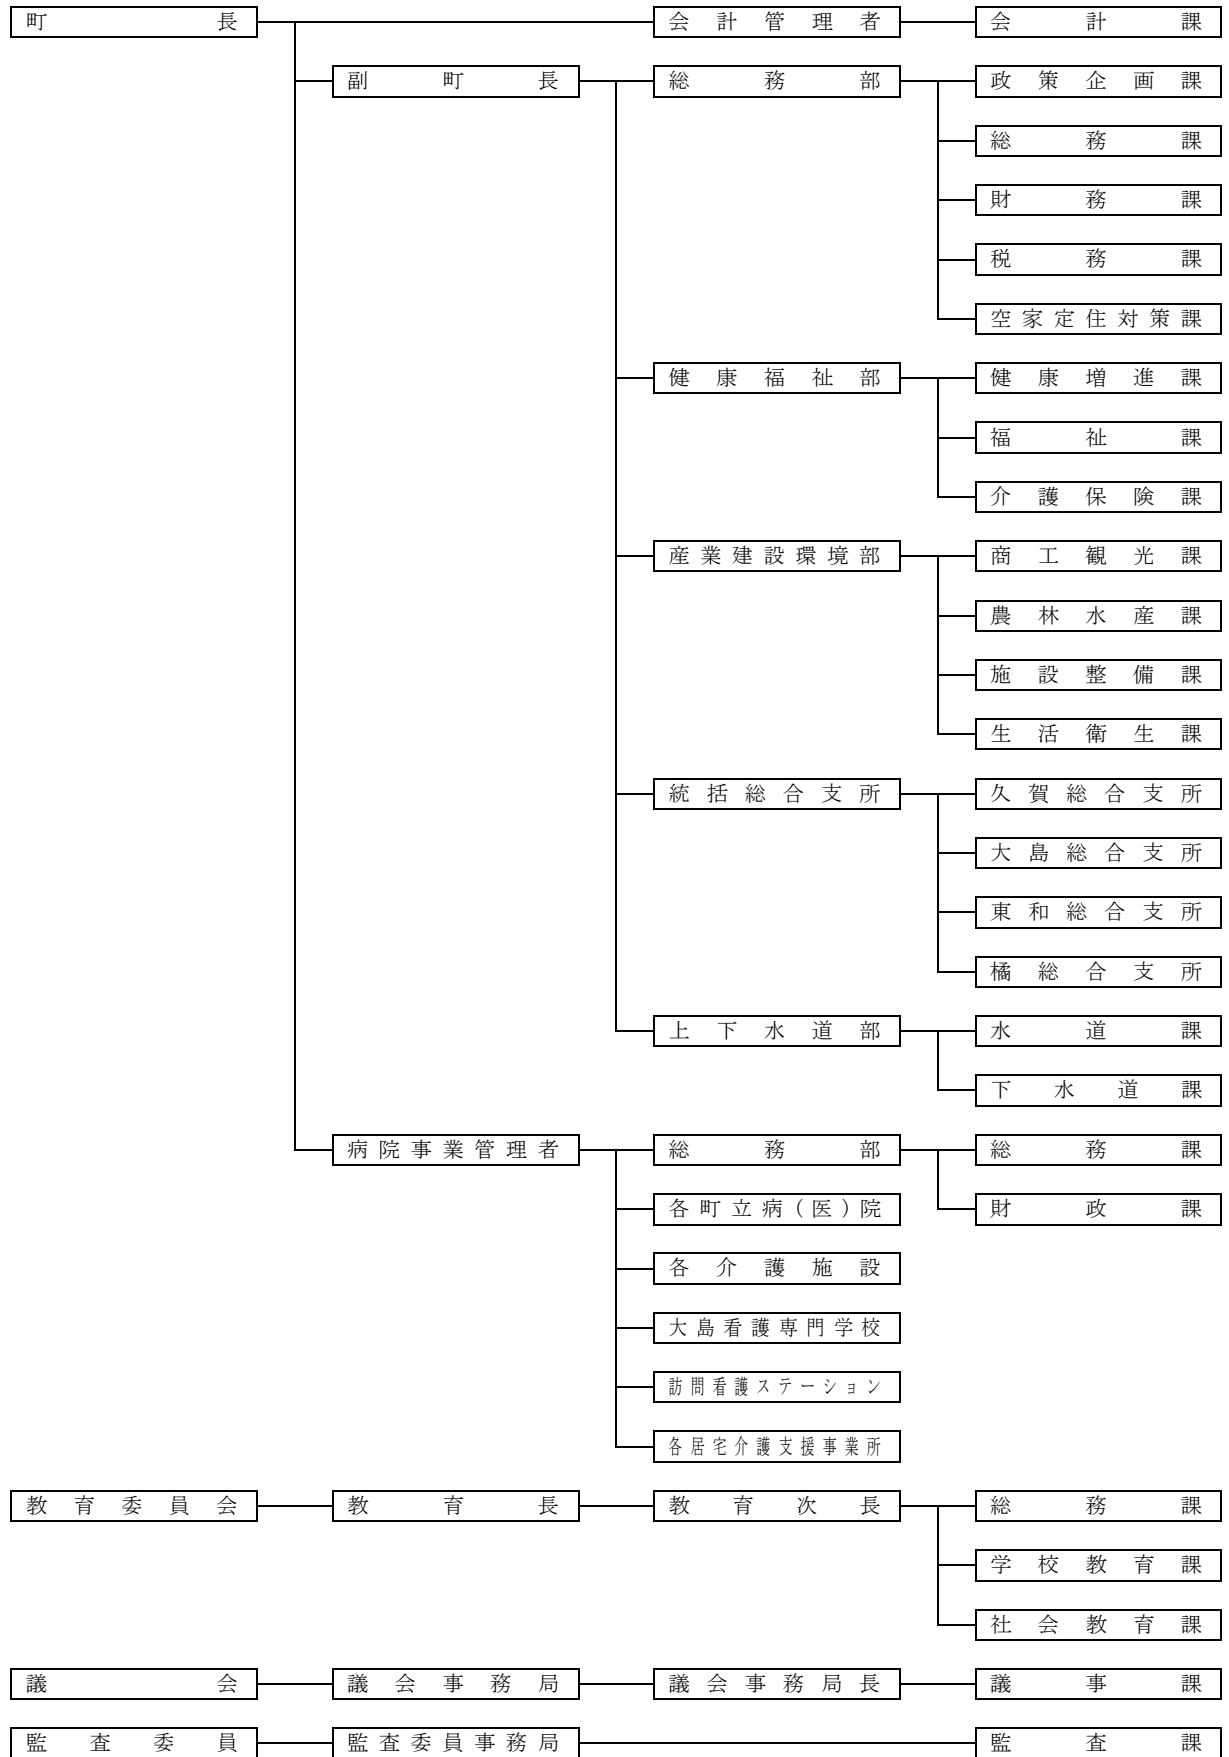 町長 会計管理者 会計課
副町長 総務部 政策企画課
総務課
財務課
税務課
空家定住対策課
健康福祉部 健康増進課
福祉課
介護保険課
産業建設環境部 商工観光課
農林水産課
施設整備課
生活衛生課
統括総合支所 久賀総合支所
大島総合支所
東和総合支所
橘総合支所
上下水道部 水道課
下水道課
病院事業管理者 総務部 総務課
各町立病(医)院 財政課
各介護施設
大島看護専門学校
訪問看護ステーション
各居宅介護支援事業所
教育委員会 教育長 教育次長 総務課
学校教育課
社会教育課
議会 議会事務局 議会事務局長 議事課
監査委員 監査委員事務局 監査課